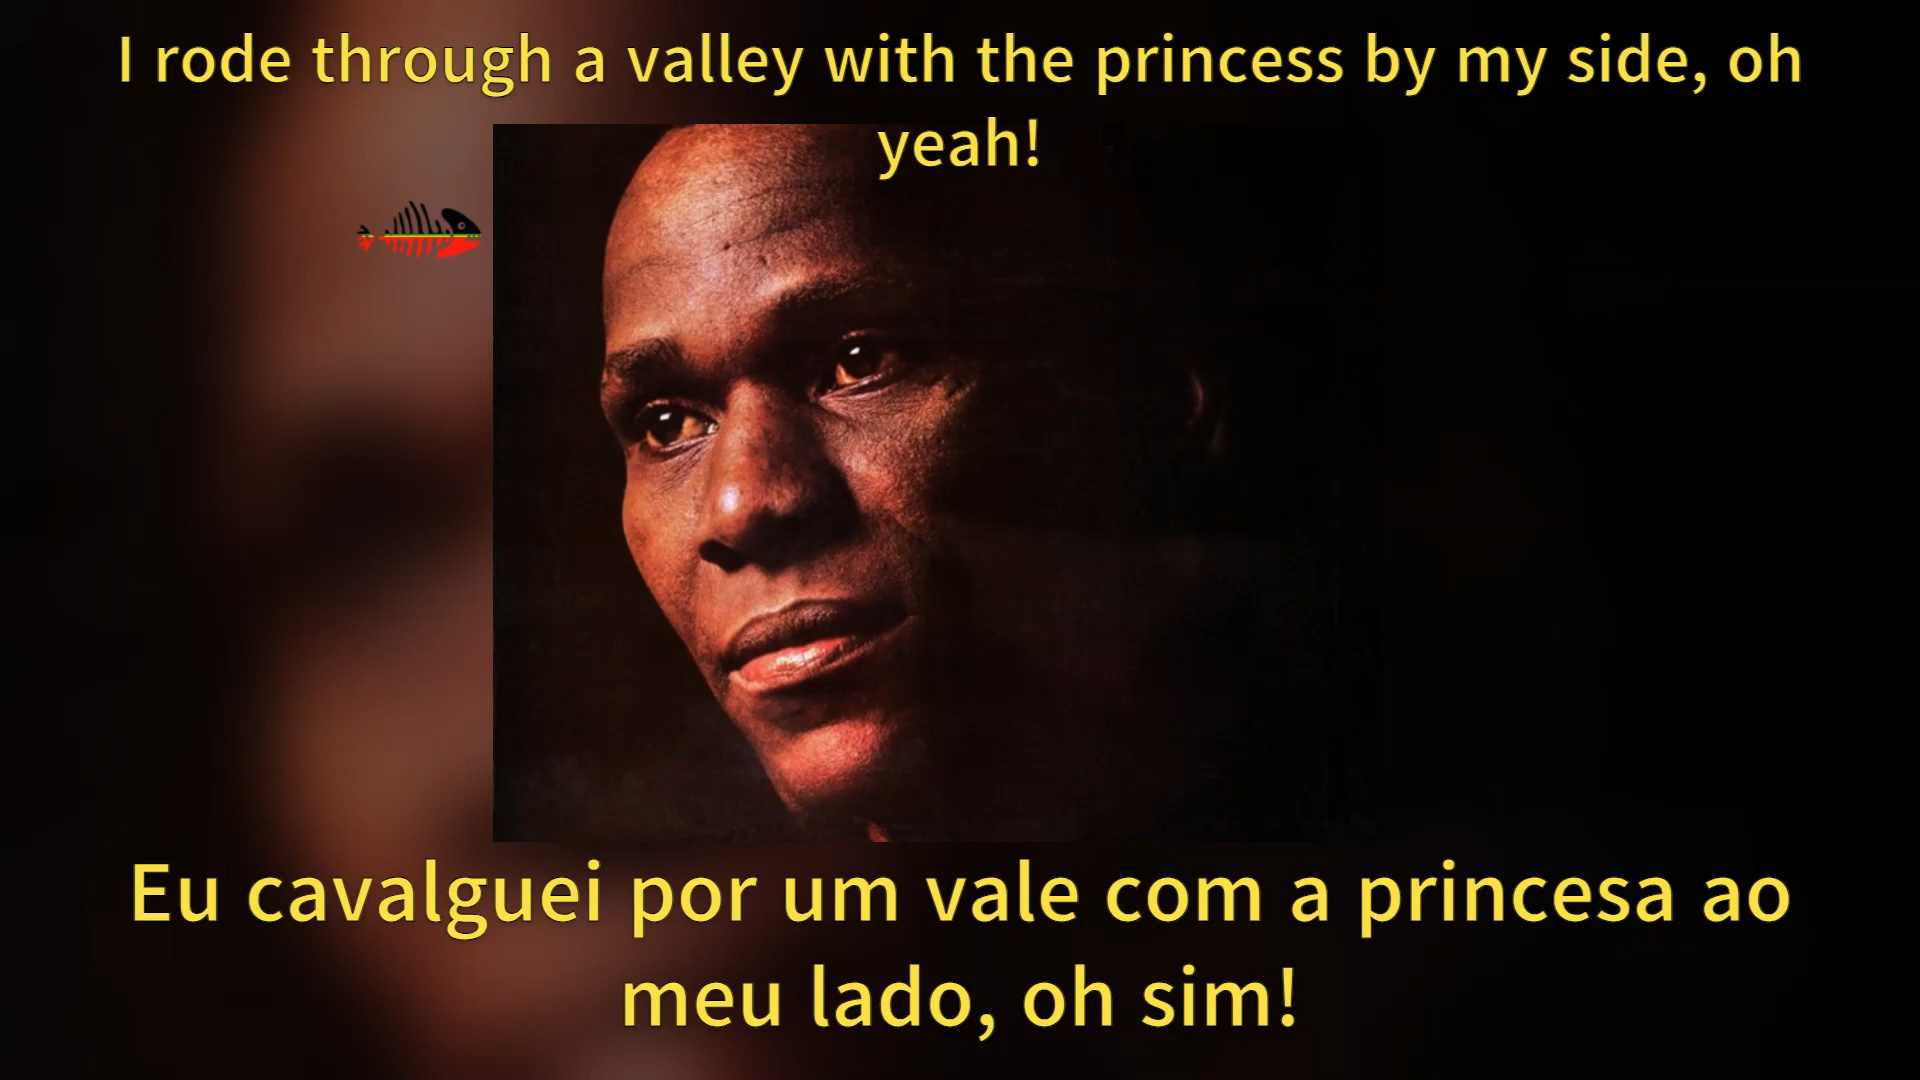 I rode through a valley with the princess by my side, oh
yeah!
Eu cavalguei por um vale com a princesa ao
meu lado, oh sim!